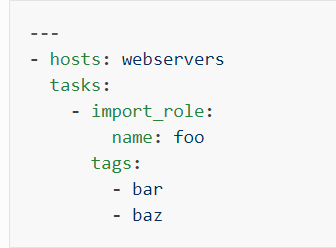 ---
- hosts: webservers
  tasks:
    - import_role:
        name: foo
      tags:
        - bar
        - baz